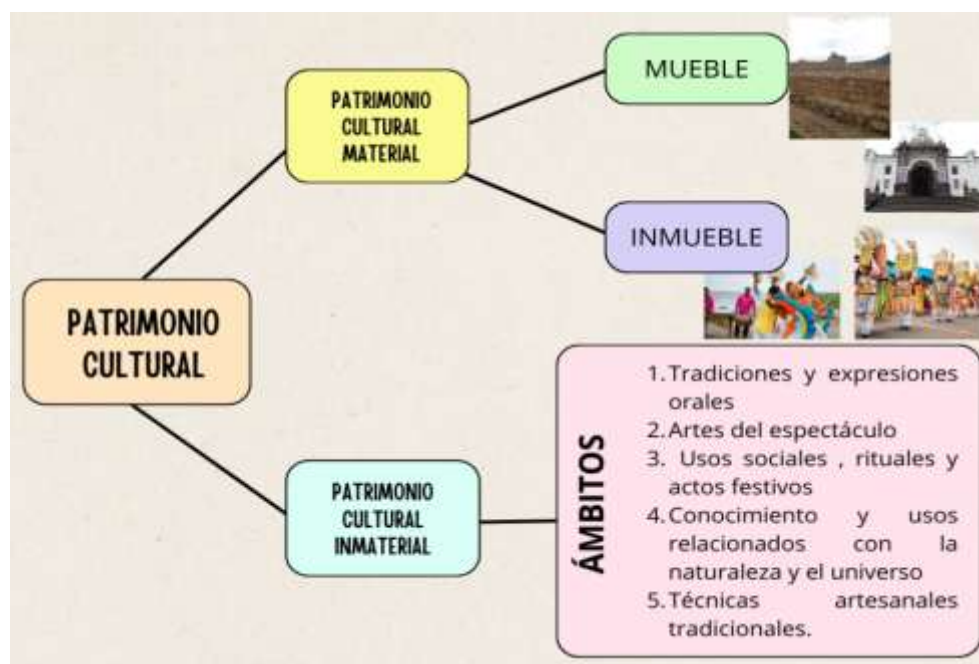 PATRIMONIO
CULTURAL
PATRIMONIO
CULTURAL
MATERIAL
MUEBLE
INMUEBLE
PATRIMONIO
CULTURAL
INMATERIAL
ÁMBITOS
1.Tradiciones y expresiones
orales
2.Artes del espectáculo
3. Usos sociales , rituales y
actos festivos
4.Conocimiento y usos
relacionados con la
naturaleza y el universo
5.Técnicas artesanales
tradicionales.